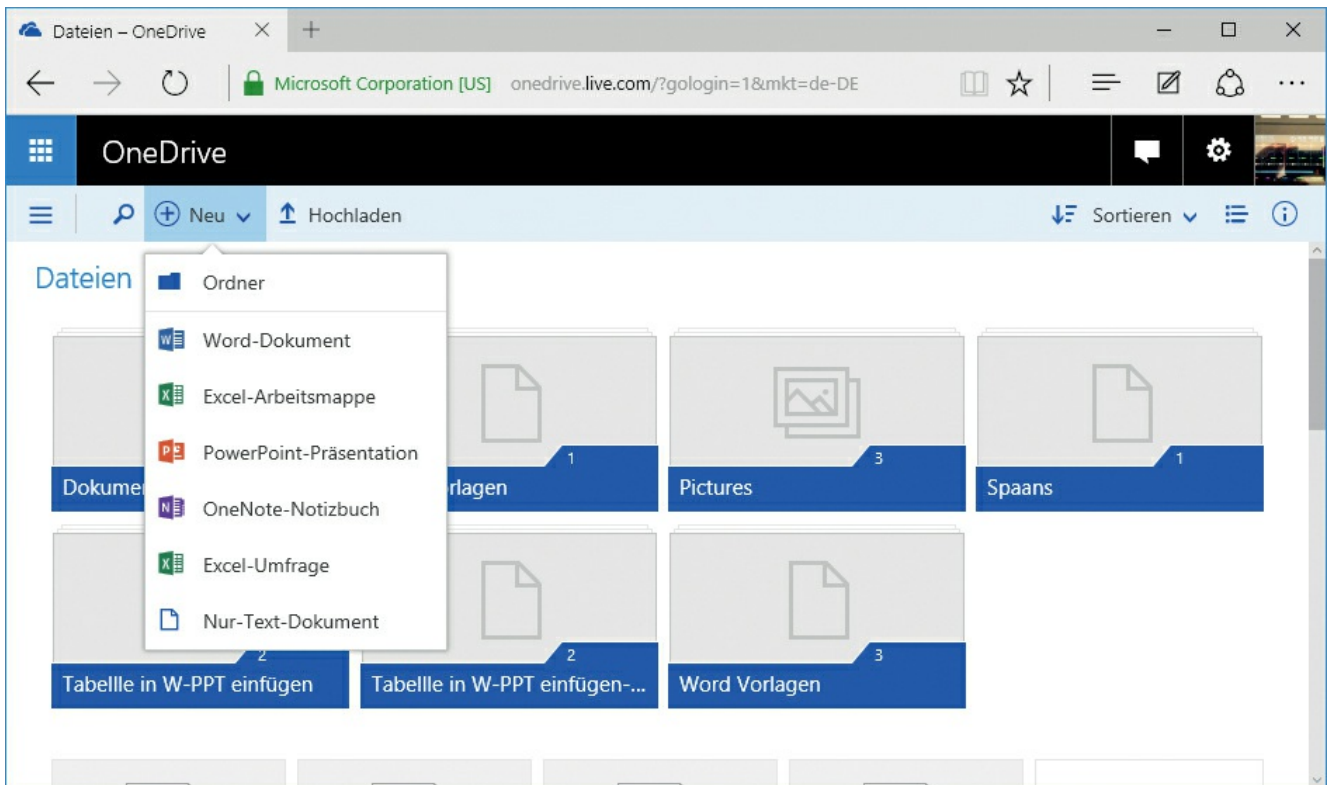 Dateien – OneDrive
Microsoft Corporation [US] onedrive.live.com/?gologin=1&mkt=de-DE
OneDrive
Neu Hochladen Sortieren
Dateien
Ordner
Word-Dokument
Excel-Arbeitsmappe
PowerPoint-Präsentation
OneNote-Notizbuch
Excel-Umfrage
Nur-Text-Dokument
1 3 1
Pictures Spaans
2 2 3
Tabellle in W-PPT einfügen Tabellle in W-PPT einfügen-... Word Vorlagen